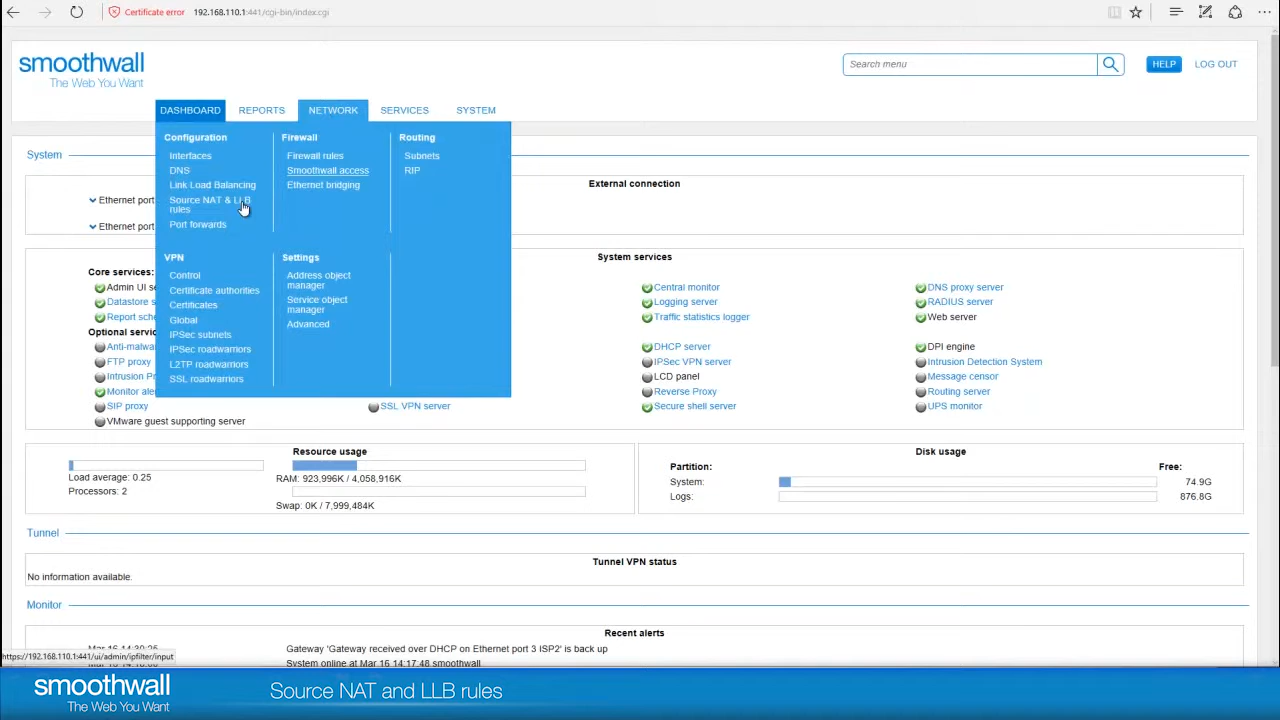 Certificate error 192.168.110.1:441/cgi-bin/index.cgi
smoothwall
The Web You Want
Search menu
HELP
LOG OUT
DASHBOARD REPORTS NETWORK SERVICES SYSTEM
Configuration
Interfaces
DNS
Link Load Balancing
Source NAT & LLB
rules
Port forwards
Firewall
Firewall rules
Smoothwall access
Ethernet bridging
Routing
Subnets
RIP
VPN
Control
Certificate authorities
Certificates
Global
IPSec subnets
IPSec roadwarriors
L2TP roadwarriors
SSL roadwarriors
Settings
Address object
manager
Service object
manager
Advanced
System
External connection
Ethernet port
Ethernet port
System services
Core services:
Admin UI se
Datastore s
Report sche
Central monitor
Logging server
Traffic statistics logger
DNS proxy server
RADIUS server
Web server
Optional service
Anti-malwa
FTP proxy
Intrusion Pr
Monitor aler
SIP proxy
VMware guest supporting server
SSL VPN server
DHCP server
IPSec VPN server
LCD panel
Reverse Proxy
Secure shell server
DPI engine
Intrusion Detection System
Message censor
Routing server
UPS monitor
Resource usage
Load average: 0.25
Processors: 2
RAM: 923,996K / 4,058,916K
Swap: 0K / 7,999,484K
Disk usage
Partition: Free:
System: 74.9G
Logs: 876.8G
Tunnel
Tunnel VPN status
No information available.
Monitor
Recent alerts
Gateway 'Gateway received over DHCP on Ethernet port 3 ISP2' is back up
System online at Mar 16 14:17:48 smoothwall
https://192.168.110.1:441/ui/admin/ipfilter/input
smoothwall
The Web You Want
Source NAT and LLB rules